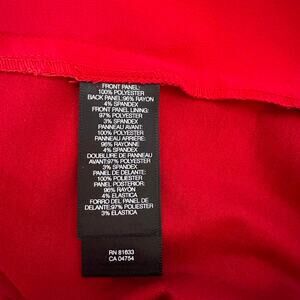 FRONT PANEL:
100% POLYESTER
BACK PANEL:96% RAYON
4% SPANDEX
FRONT PANEL LINING:
97% POLYESTER
3% SPANDEX
PANNEAU AVANT:
100% POLYESTER
PANNEAU ARRIÈRE:
96% RAYONNE
4% SPANDEX
DOUBLURE DE PANNEAU
AVANT:97% POLYESTER
3% SPANDEX
PANEL DE DELANTE:
100% POLIESTER
PANEL POSTERIOR:
96% RAYÓN
4% ELASTICA
FORRO DEL PANEL DE
DELANTE:97% POLIESTER
3% ELASTICA
RN 81633
CA 04754